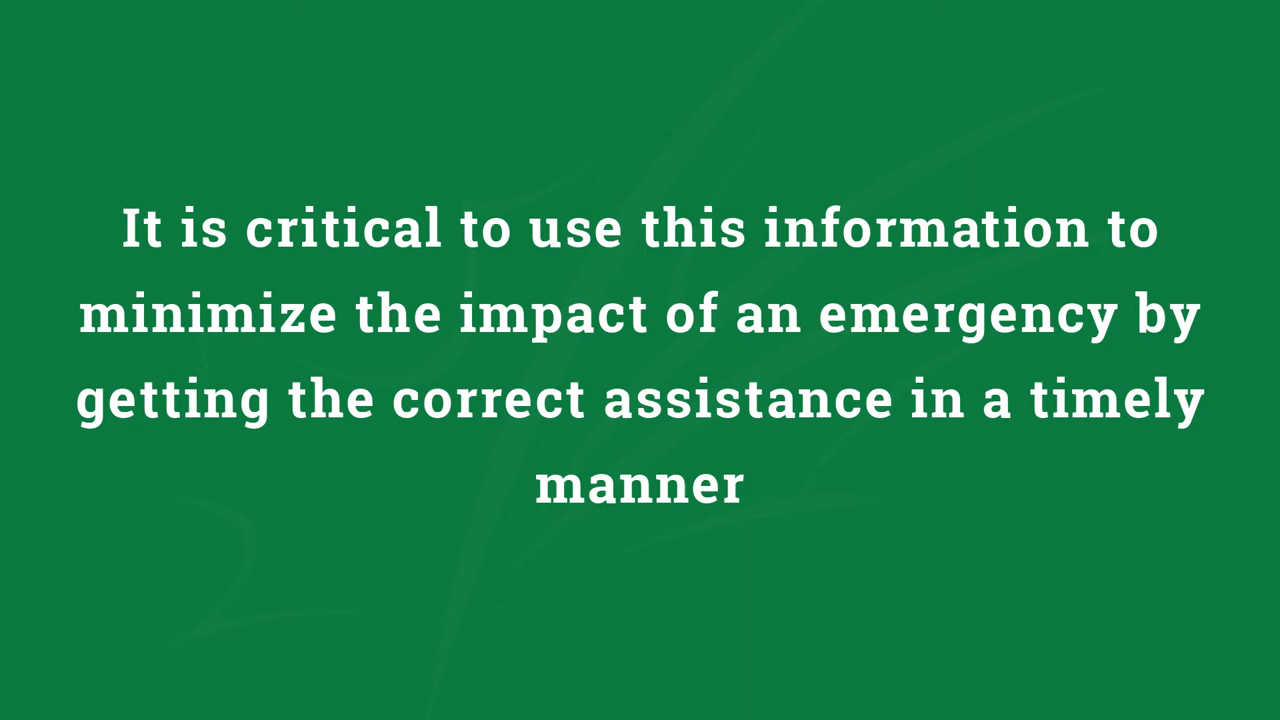 It is critical to use this information to
minimize the impact of an emergency by
getting the correct assistance in a timely
manner